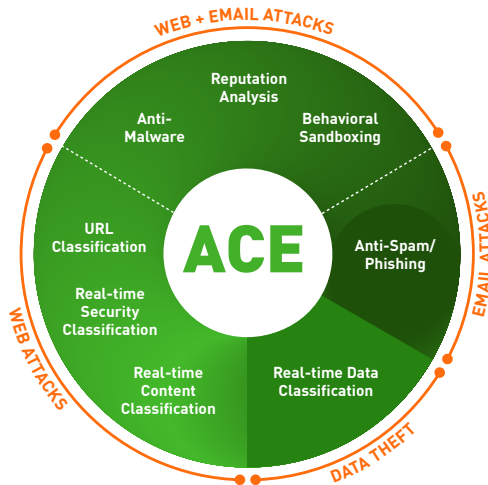 WEB + EMAIL ATTACKS
Reputation
Analysis
Anti-
Malware
Behavioral
Sandboxing
ACE
URL
Classification
Anti-Spam/
Phishing
EMAIL ATTACKS
Real-time
Security
Classification
WEB ATTACKS
Real-time
Content
Classification
Real-time Data
Classification
DATA THEFT